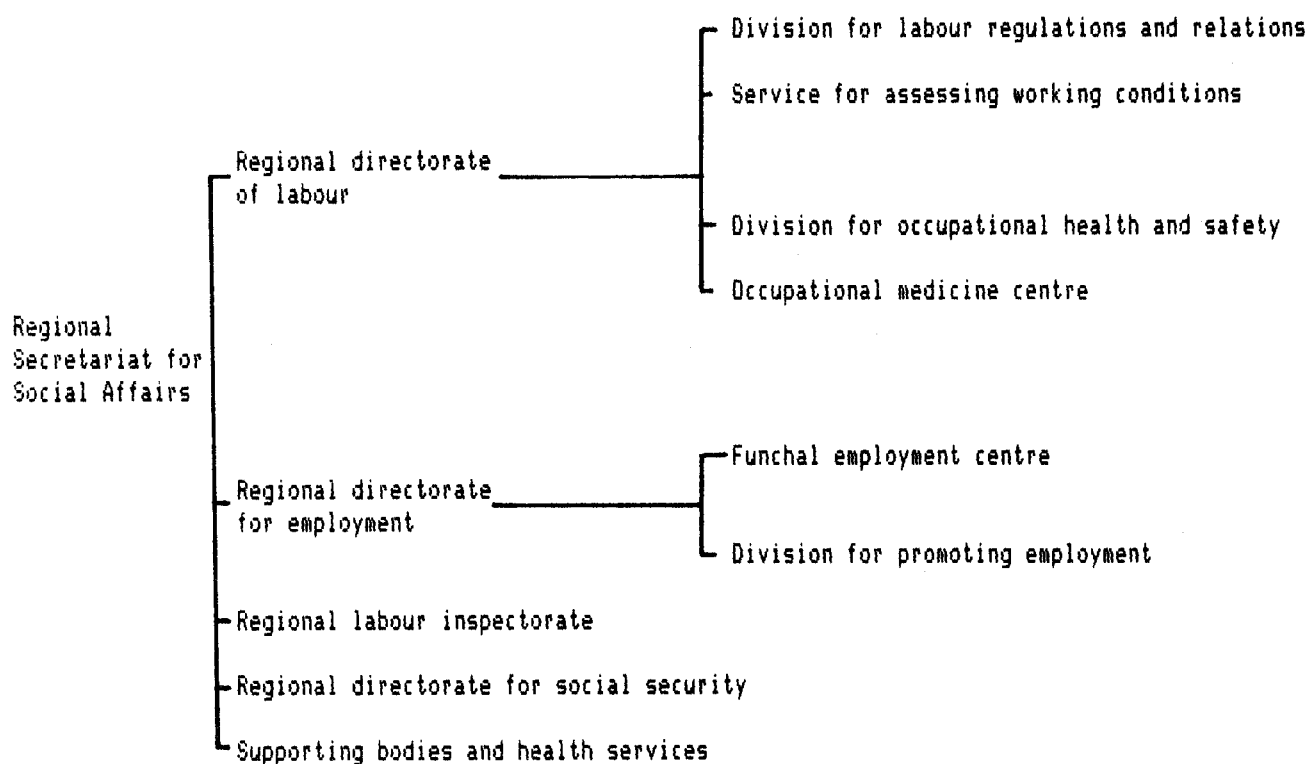 Division for labour regulations and relations
Service for assessing working conditions
Regional directorate
of labour
Division for occupational health and safety
Occupational medicine centre
Regional
Secretariat for
Social Affairs
Funchal employment centre
Regional directorate
for employment
Division for promoting employment
Regional labour inspectorate
Regional directorate for social security
Supporting bodies and health services